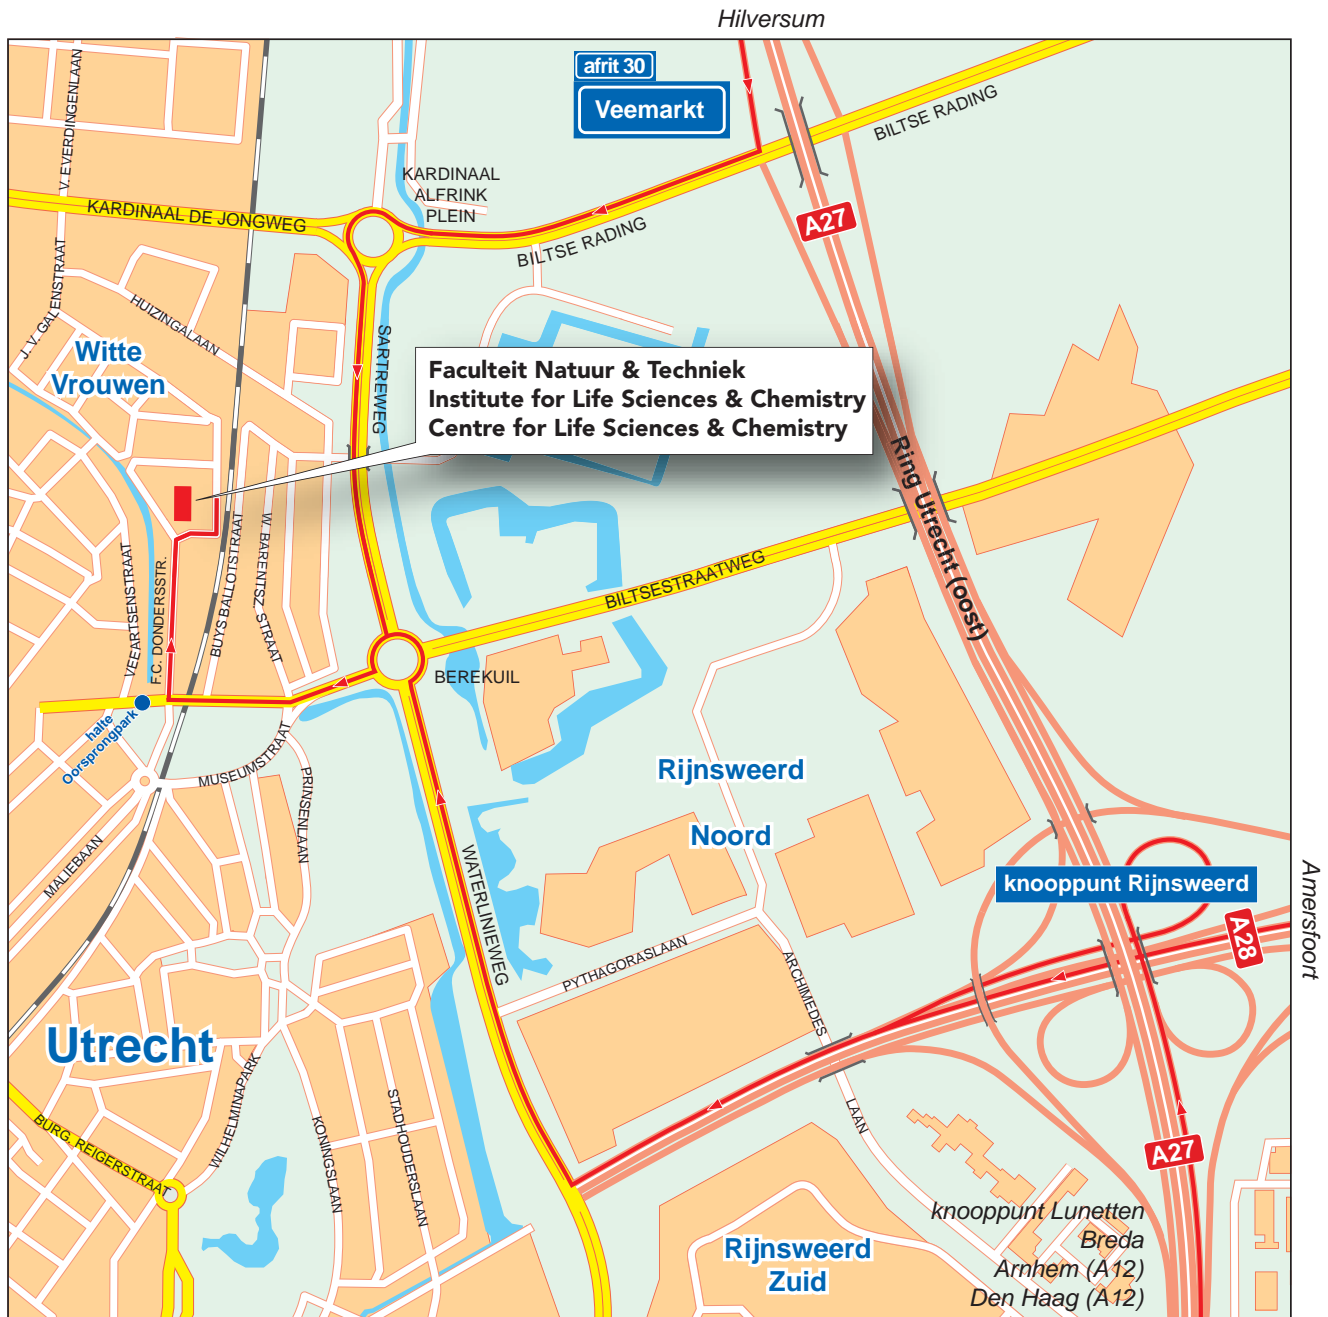 Hilversum
afrit 30
Veemarkt
BILTSE RADING
V. EVERDINGENLAAN
KARDINAAL
ALFRINK
PLEIN
KARDINAAL DE JONGWEG
A27
BILTSE RADING
J. V. GALENSTRAAT
HUIZINGALAAN
SARTREWEG
Witte
Vrouwen
Faculteit Natuur & Techniek
Institute for Life Sciences & Chemistry
Centre for Life Sciences & Chemistry
Ring Utrecht (oost)
W. BARENTSZ. STRAAT
BUYS BALLOTSTRAAT
VEEARTSENSTRAAT
F.C. DONDERSSTR.
BILTSESTRAATWEG
BEREKUIL
halte
Oorsprongpark
MUSEUMSTRAAT
PRINSENLAAN
Rijnsweerd
Noord
MALIEBAAN
WATERLINIEWEG
knooppunt Rijnsweerd
Amersfoort
A28
PYTHAGORASLAAN
ARCHIMEDES
LAAN
Utrecht
WILHELMINAPARK
BURG. REIGERSTRAAT
KONINGSLAAN
STADHOUDERSLAAN
A27
Rijnsweerd
Zuid
knooppunt Lunetten
Breda
Arnhem (A12)
Den Haag (A12)